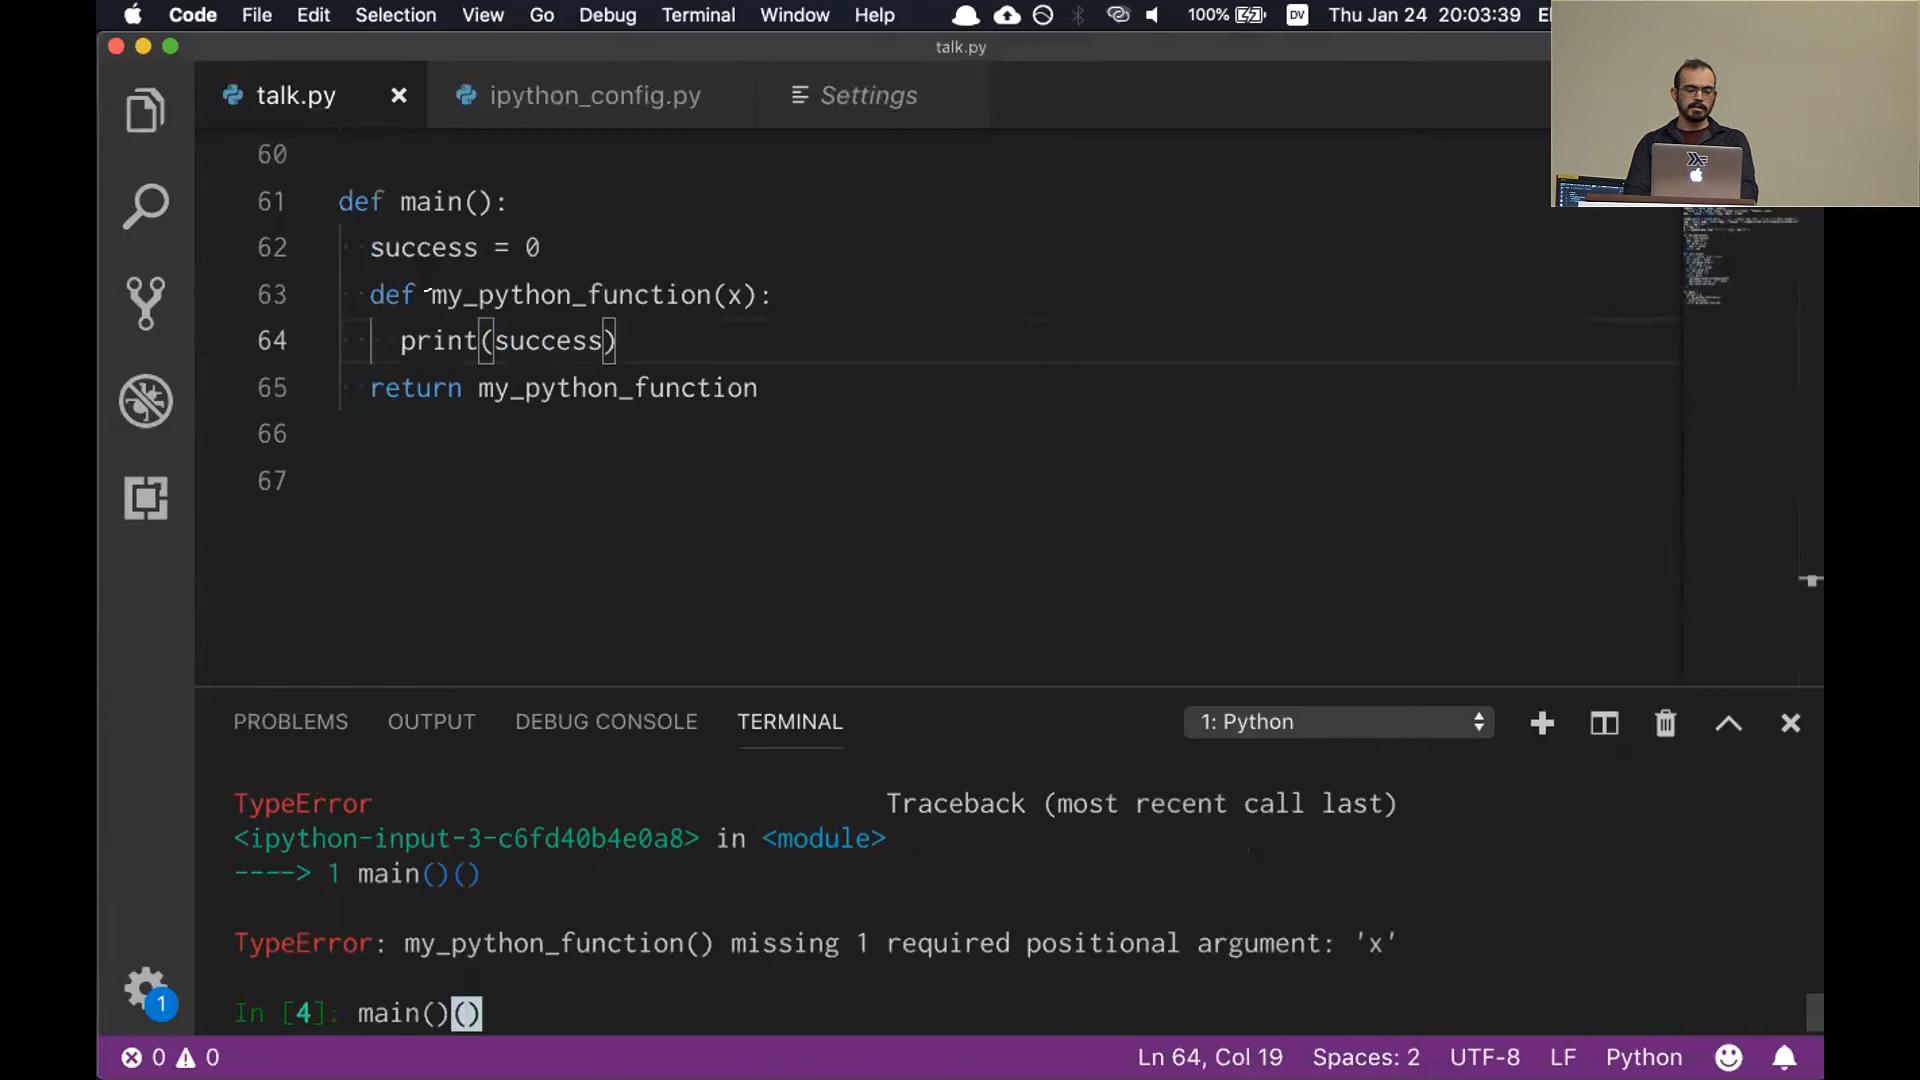 Code File Edit Selection View Go Debug Terminal Window Help 100% DV Thu Jan 24 20:03:39
talk.py
talk.py ipython_config.py Settings
60
61 def main():
62 success = 0
63 def my_python_function(x):
64 print(success)
65 return my_python_function
66
67
PROBLEMS OUTPUT DEBUG CONSOLE TERMINAL 1: Python
TypeError Traceback (most recent call last)
<ipython-input-3-c6fd40b4e0a8> in <module>
----> 1 main()()
TypeError: my_python_function() missing 1 required positional argument: 'x'
In [4]: main()()
1
0 0 Ln 64, Col 19 Spaces: 2 UTF-8 LF Python